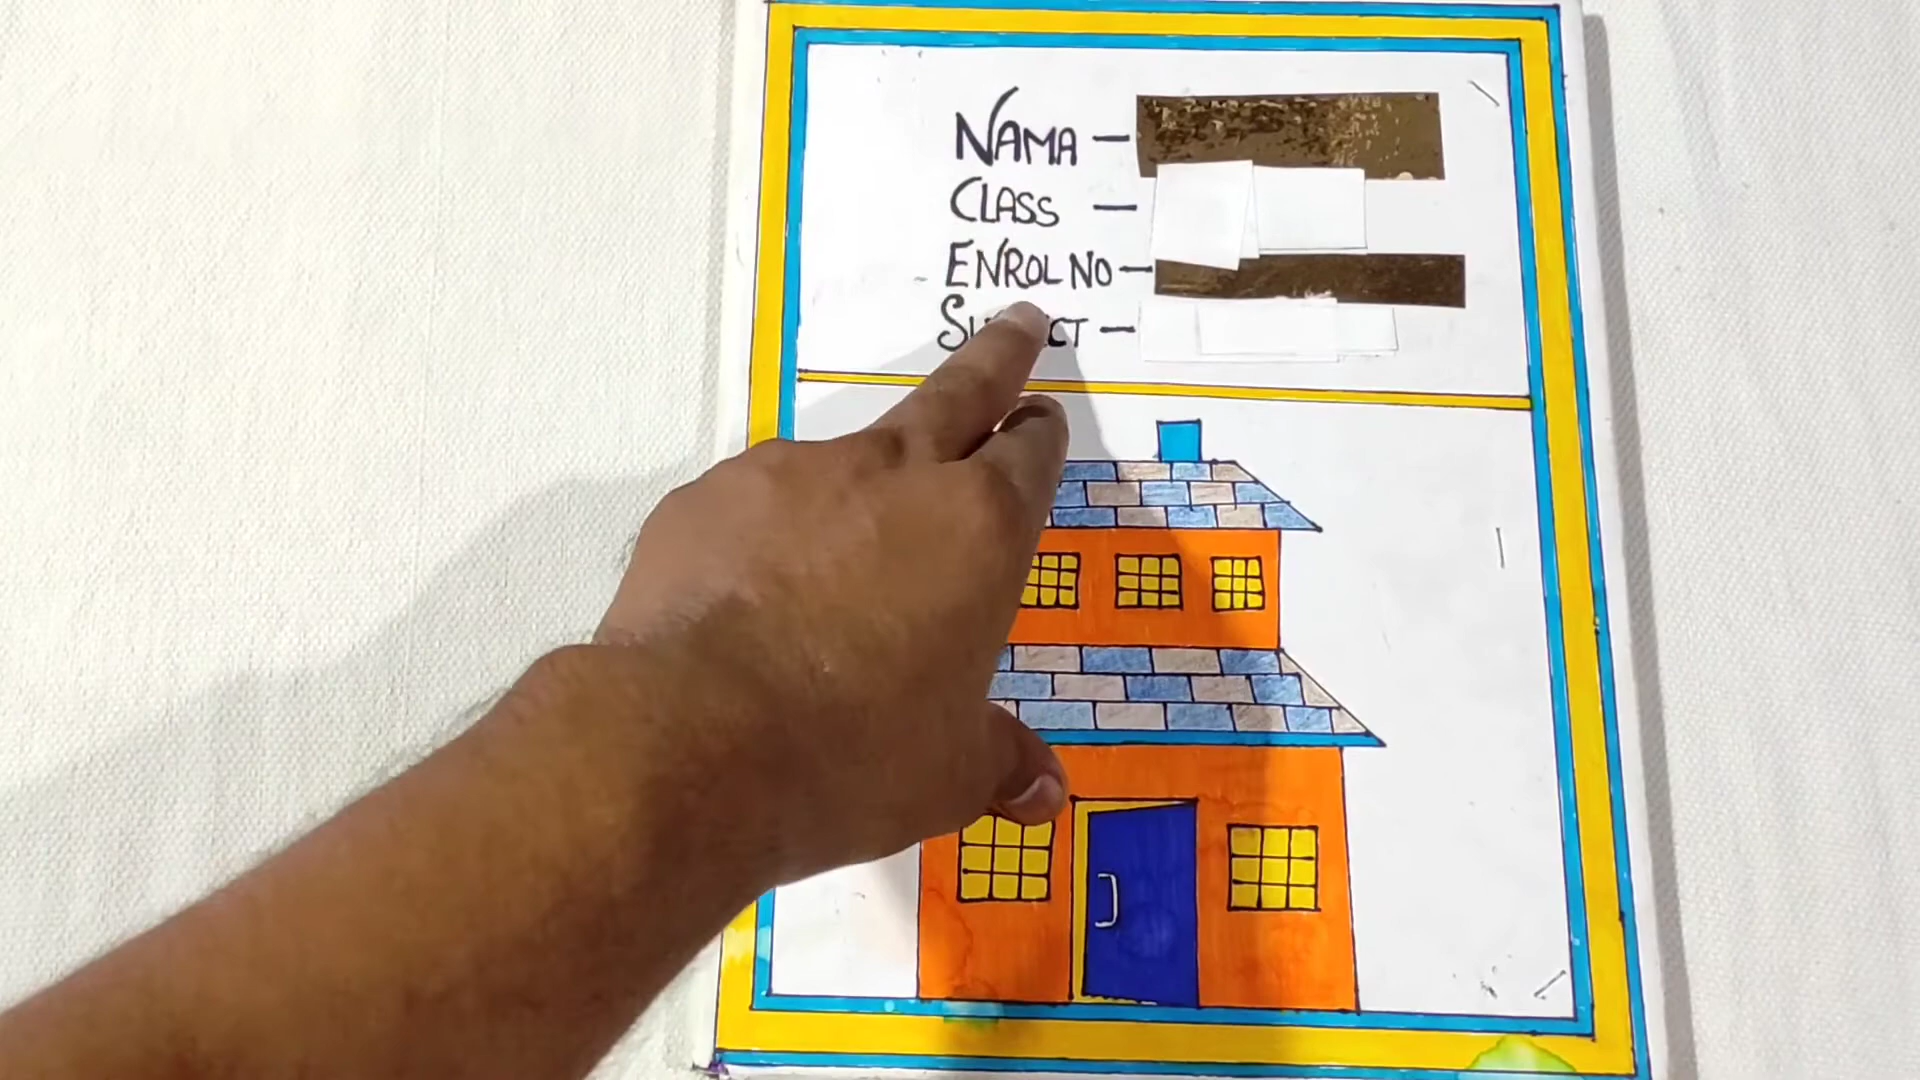 NAMA —
CLASS —
ENROL NO —
—